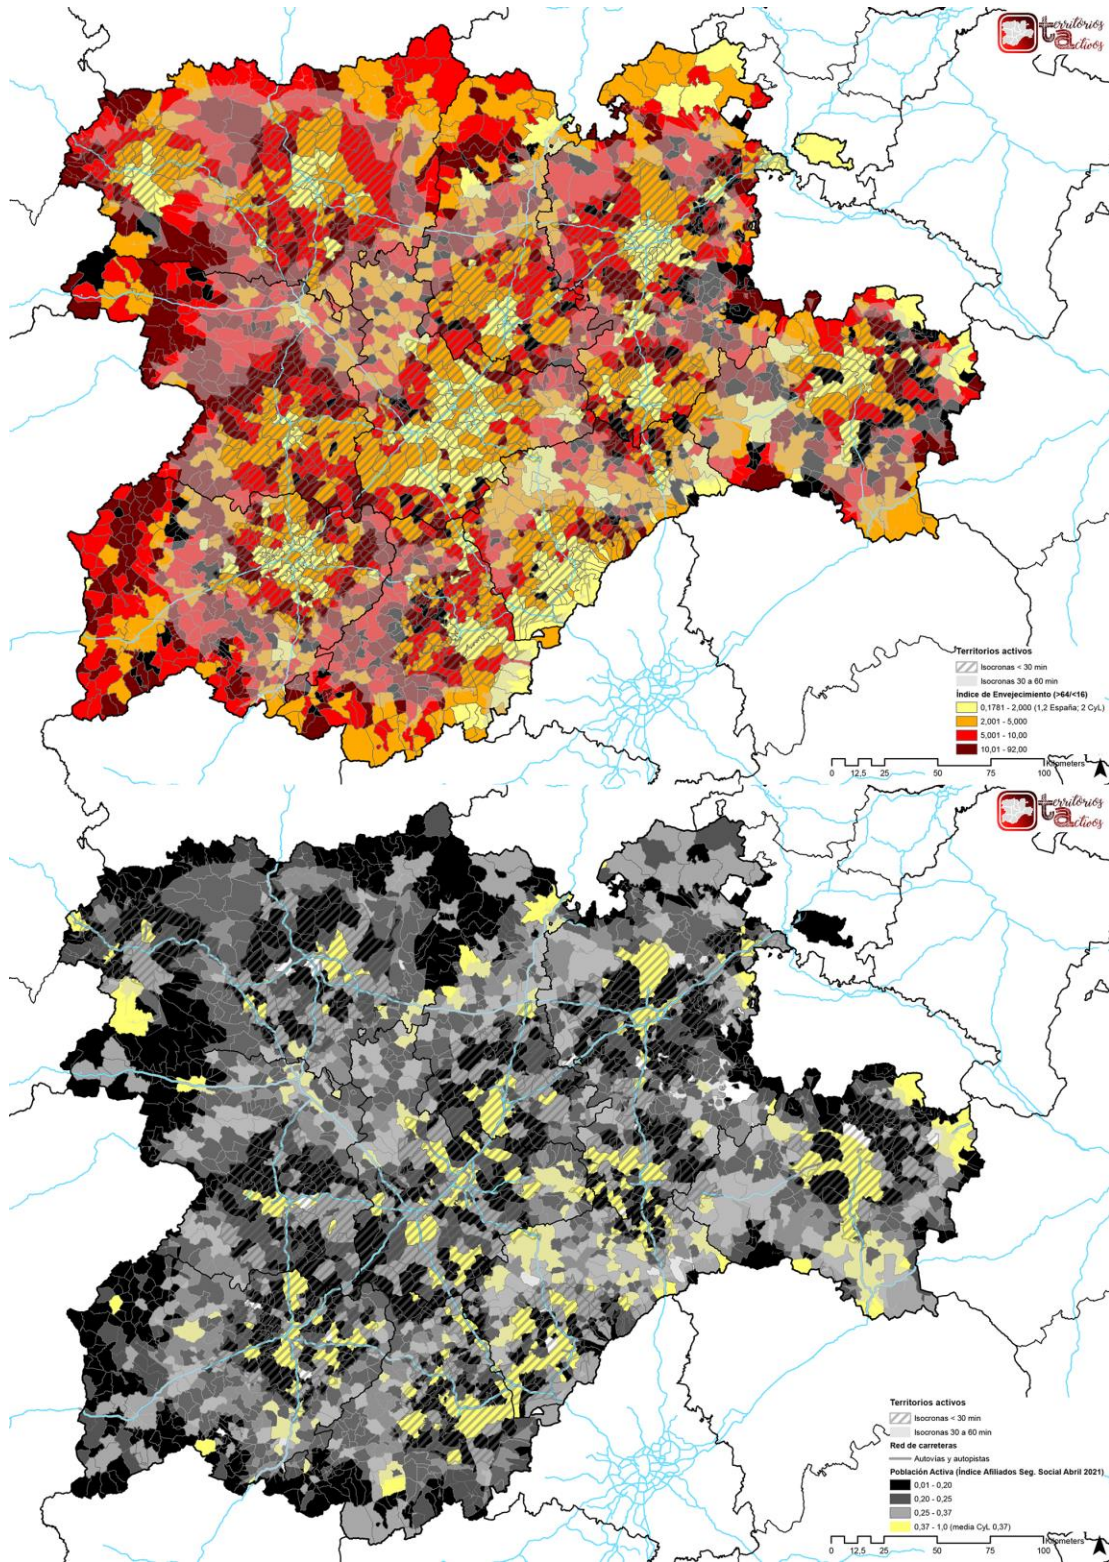 territorios
activos
Territorios activos
Isocronas < 30 min
Isocronas 30 a 60 min
Índice de Envejecimiento (>64/<16)
0,1781 - 2,000 (1,2 España; 2 CyL)
2,001 - 5,000
5,001 - 10,00
10,01 - 92,00
0 12,5 25 50 75 100 Kilometers
territorios
activos
Territorios activos
Isocronas < 30 min
Isocronas 30 a 60 min
Red de carreteras
Autovías y autopistas
Población Activa (Índice Afiliados Seg. Social Abril 2021)
0,01 - 0,20
0,20 - 0,25
0,25 - 0,37
0,37 - 1,0 (media CyL 0,37)
0 12,5 25 50 75 100 Kilometers